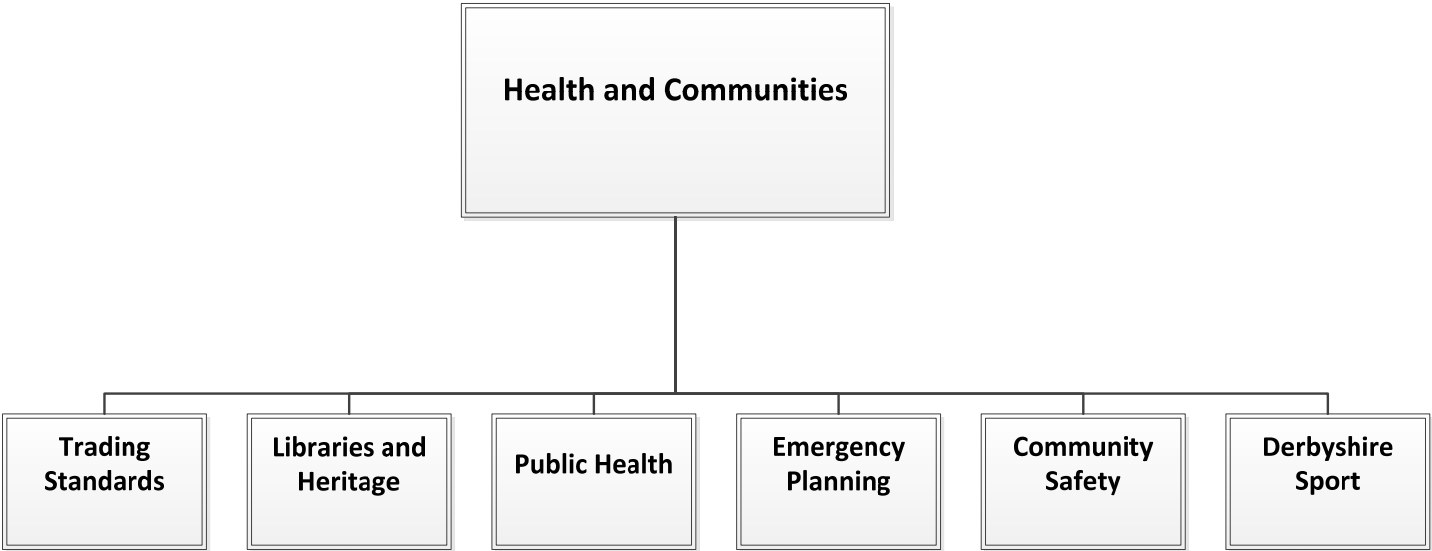 Health and Communities
Trading
Standards
Libraries and
Heritage
Public Health
Emergency
Planning
Community
Safety
Derbyshire
Sport